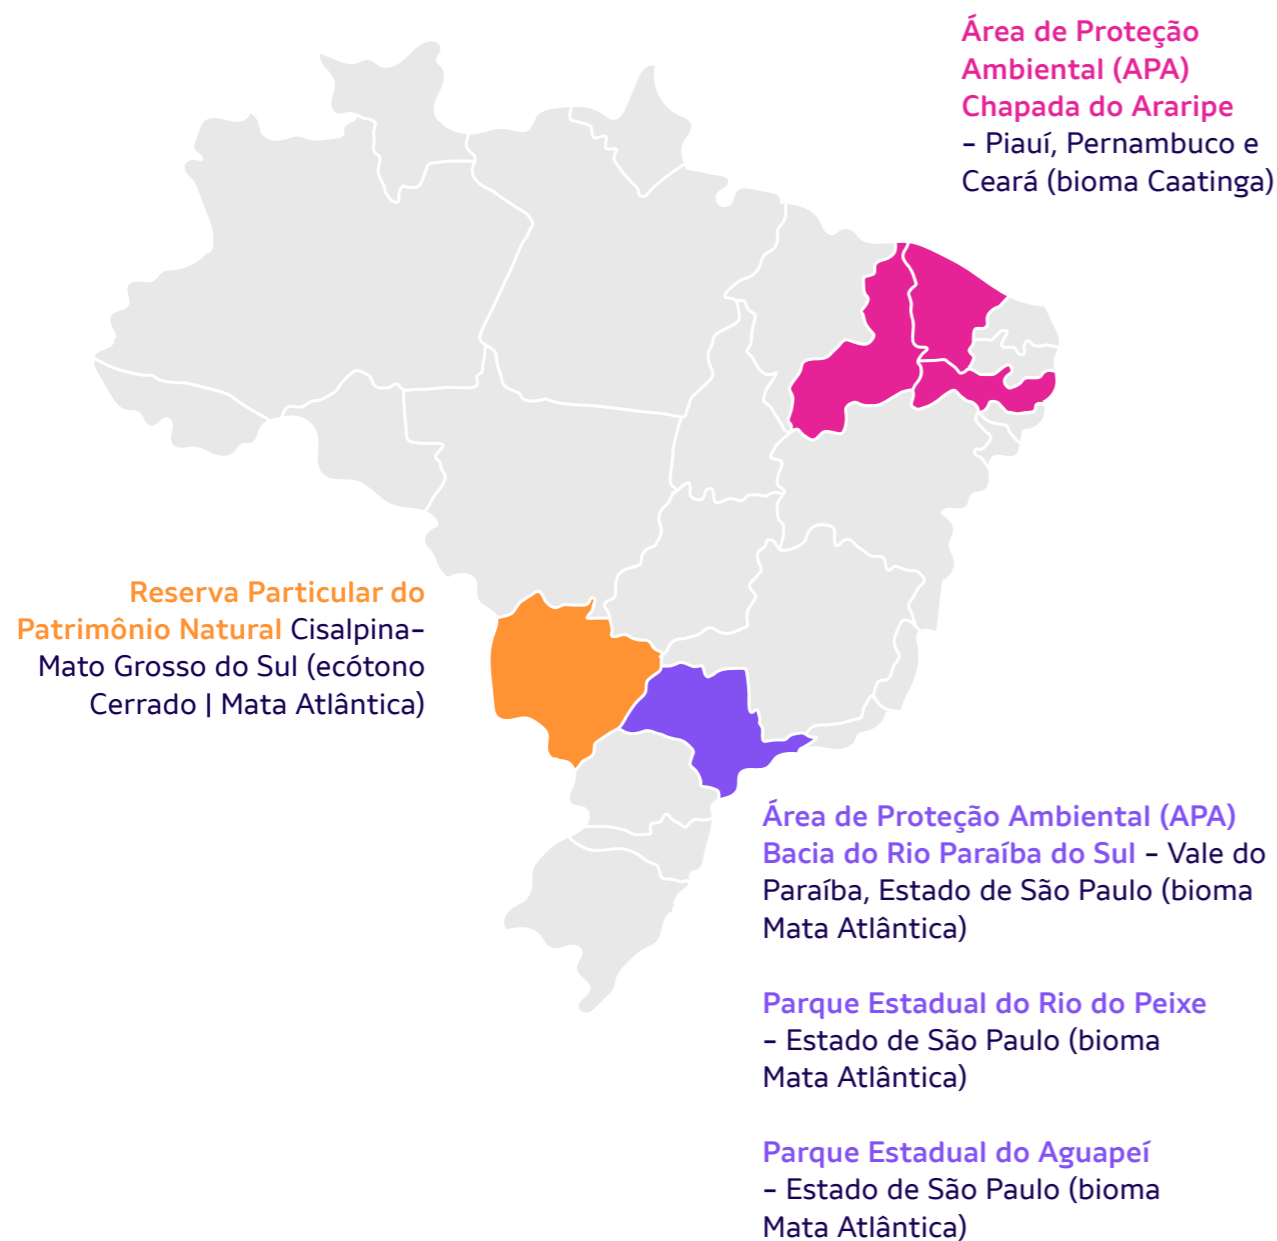 Área de Proteção
Ambiental (APA)
Chapada do Araripe
– Piauí, Pernambuco e
Ceará (bioma Caatinga)
Reserva Particular do
Patrimônio Natural Cisalpina–
Mato Grosso do Sul (ecótono
Cerrado | Mata Atlântica)
Área de Proteção Ambiental (APA)
Bacia do Rio Paraíba do Sul – Vale do
Paraíba, Estado de São Paulo (bioma
Mata Atlântica)
Parque Estadual do Rio do Peixe
– Estado de São Paulo (bioma
Mata Atlântica)
Parque Estadual do Aguapeí
– Estado de São Paulo (bioma
Mata Atlântica)